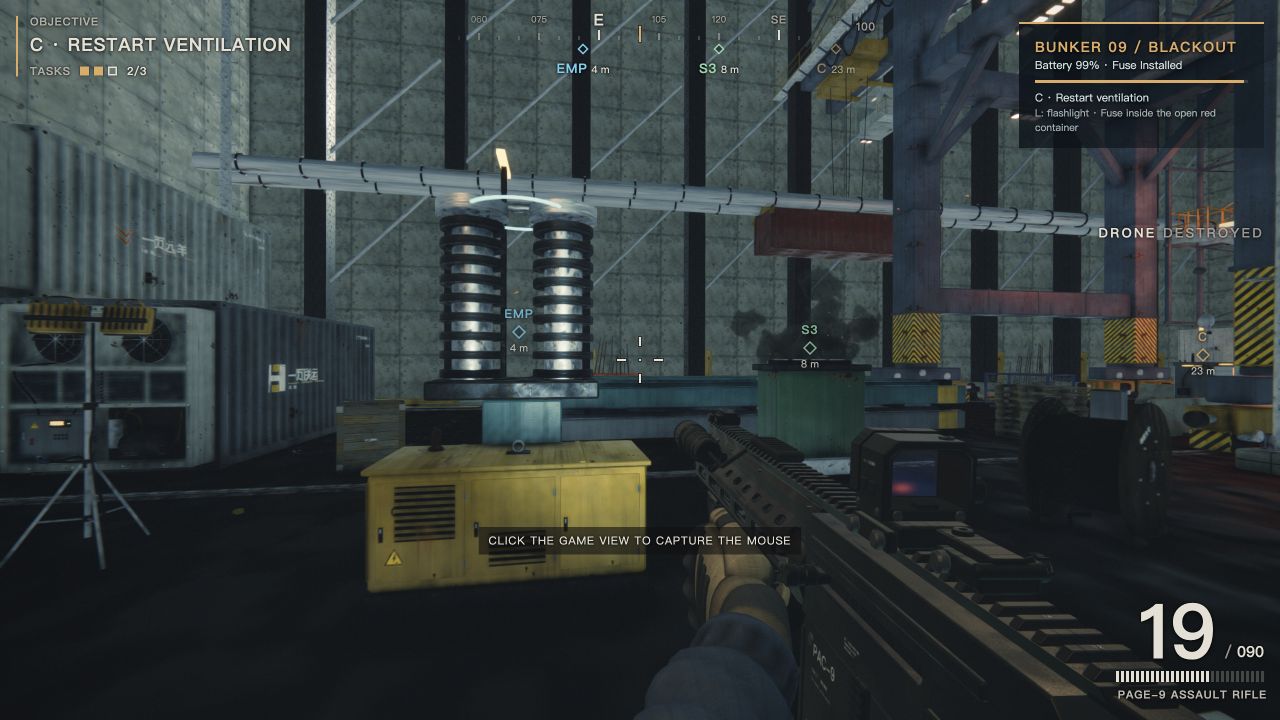 OBJECTIVE
C · RESTART VENTILATION
TASKS 2/3
060 075 E 105 120 SE 100
EMP 4 m
S3 8 m
C 23 m
BUNKER 09 / BLACKOUT
Battery 99% · Fuse Installed
C · Restart ventilation
L: flashlight · Fuse inside the open red
container
DRONE DESTROYED
EMP
4 m
S3
8 m
C
23 m
CLICK THE GAME VIEW TO CAPTURE THE MOUSE
PAC-9
19 / 090
PAGE-9 ASSAULT RIFLE